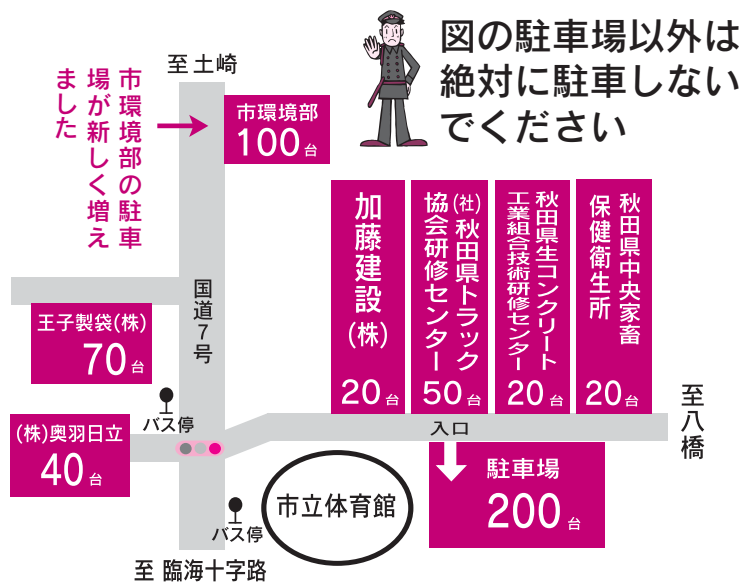 図の駐車場以外は
絶対に駐車しない
でください
至 土崎
市環境部の駐車
場が新しく増え
ました
市環境部
100台
国道7号
王子製袋(株)
70台
バス停
(株)奥羽日立
40台
加藤建設
(株)
20台
(社)秋田県トラック
協会研修センター
50台
秋田県生コンクリート
工業組合技術研修センター
20台
秋田県中央家畜
保健衛生所
20台
至八橋
入口
駐車場
200台
市立体育館
バス停
至 臨海十字路